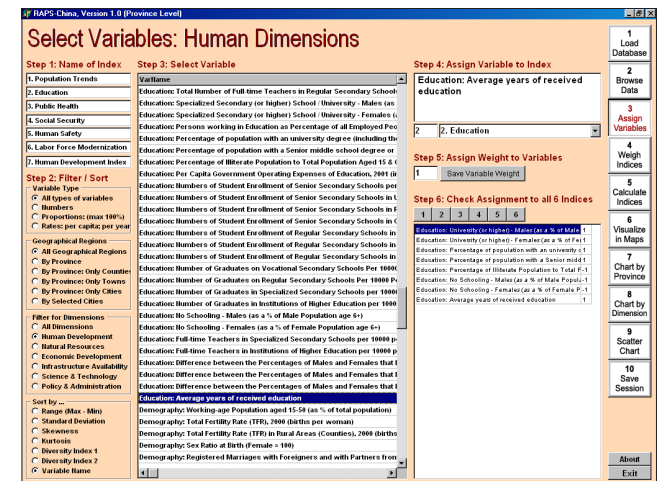 RAPS-China, Version 1.0 (Province Level)
Select Variables: Human Dimensions
Step 1: Name of Index
1. Population Trends
2. Education
3. Public Health
4. Social Security
5. Human Safety
6. Labor Force Modernization
7. Human Development Index
Step 2: Filter / Sort
Variable Type
All types of variables
Numbers
Proportions: (max 100%)
Rates: per capita; per year
Geographical Regions
All Geographical Regions
By Province
By Province: Only Counties
By Province: Only Towns
By Province: Only Cities
By Selected Cities
Filter for Dimensions
All Dimensions
Human Development
Natural Resources
Economic Development
Infrastructure Availability
Science & Technology
Policy & Administration
Sort by ...
Range (Max - Min)
Standard Deviation
Skewness
Kurtosis
Diversity Index 1
Diversity Index 2
Variable Name
Step 3: Select Variable
VarName
Education: Total Number of Full-time Teachers in Regular Secondary School
Education: Specialized Secondary (or higher) School / University - Males (as
Education: Specialized Secondary (or higher) School / University - Females (
Education: Persons working in Education as Percentage of all Employed Peo
Education: Percentage of population with an university degree (including the
Education: Percentage of population with a Senior middle school degree or
Education: Percentage of Illiterate Population to Total Population Aged 15 &
Education: Per Capita Government Operating Expenses of Education, 2001 (i
Education: Numbers of Student Enrollment of Senior Secondary Schools per
Education: Numbers of Student Enrollment of Senior Secondary Schools in
Education: Numbers of Student Enrollment of Senior Secondary Schools in
Education: Numbers of Student Enrollment of Regular Secondary Schools in
Education: Numbers of Student Enrollment of Regular Secondary Schools in
Education: Numbers of Student Enrollment of Regular Secondary Schools in
Education: Number of Graduates on Vocational Secondary Schools Per 10000
Education: Number of Graduates on Regular Secondary Schools Per 10000 P
Education: Number of Graduates in Specialized Secondary Schools per 1000
Education: Number of Graduates in Institutions of Higher Education per 1000
Education: No Schooling - Males (as % of Male Population age 6+)
Education: No Schooling - Females (as a % of Female Population age 6+)
Education: Full-time Teachers in Specialized Secondary Schools per 10000 p
Education: Full-time Teachers in Institutions of Higher Education per 10000 p
Education: Difference between the Percentages of Males and Females that
Education: Difference between the Percentages of Males and Females that
Education: Difference between the Percentages of Males and Females that
Education: Average years of received education
Demography: Working-age Population aged 15-50 (as % of total population)
Demography: Total Fertility Rate (TFR), 2000 (births per woman)
Demography: Total Fertility Rate (TFR) in Rural Areas (Counties), 2000 (births
Demography: Sex Ratio at Birth (Female = 100)
Demography: Registered Marriages with Foreigners and with Partners from
Step 4: Assign Variable to Index
Education: Average years of received
education
2 2. Education
Step 5: Assign Weight to Variables
1 Save Variable Weight
Step 6: Check Assignment to all 6 Indices
1 2 3 4 5 6
Education: University (or higher) - Males (as a % of Male 1
Education: University (or higher) - Females (as a % of Fe 1
Education: Percentage of population with an university d 1
Education: Percentage of population with a Senior midd 1
Education: Percentage of Illiterate Population to Total F 1
Education: No Schooling - Males (as a % of Male Popula 1
Education: No Schooling - Females (as a % of Female P 1
Education: Average years of received education 1
1
Load
Database
2
Browse
Data
3
Assign
Variables
4
Weigh
Indices
5
Calculate
Indices
6
Visualize
in Maps
7
Chart by
Province
8
Chart by
Dimension
9
Scatter
Chart
10
Save
Session
About
Exit